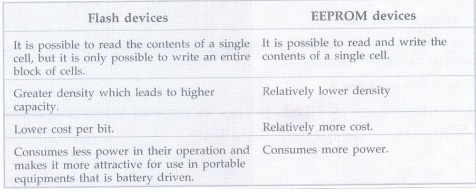 Flash devices EEPROM devices
It is possible to read the contents of a single It is possible to read and write the
cell, but it is only possible to write an entire contents of a single cell.
block of cells.
Greater density which leads to higher Relatively lower density
capacity.
Lower cost per bit. Relatively more cost.
Consumes less power in their operation and Consumes more power.
makes it more attractive for use in portable
equipments that is battery driven.